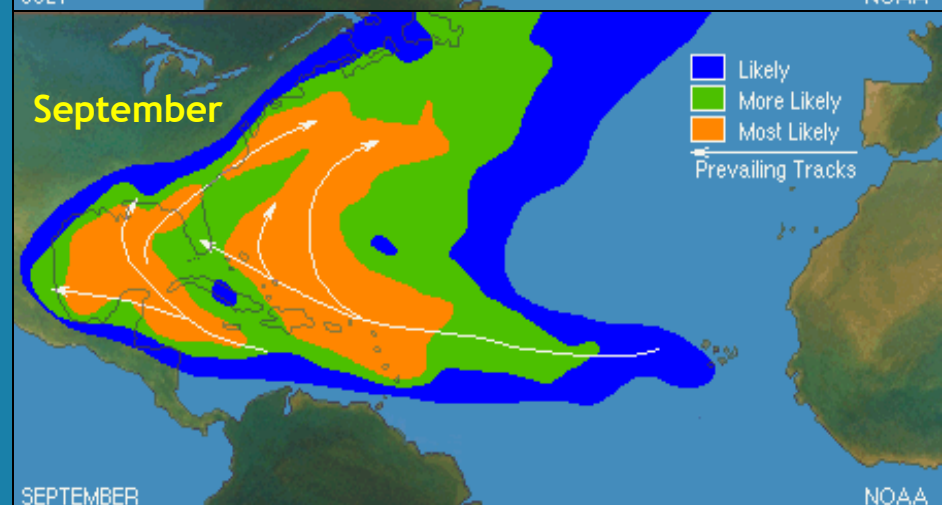 September
Likely
More Likely
Most Likely
Prevailing Tracks
SEPTEMBER
NOAA